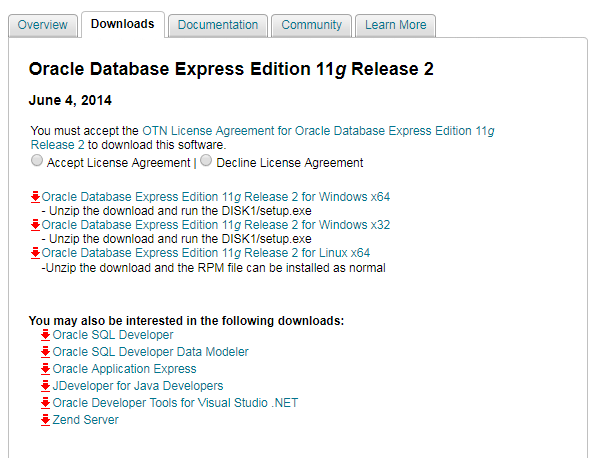 Overview Downloads Documentation Community Learn More
Oracle Database Express Edition 11g Release 2
June 4, 2014
You must accept the OTN License Agreement for Oracle Database Express Edition 11g
Release 2 to download this software.
Accept License Agreement | Decline License Agreement
Oracle Database Express Edition 11g Release 2 for Windows x64
- Unzip the download and run the DISK1/setup.exe
Oracle Database Express Edition 11g Release 2 for Windows x32
- Unzip the download and run the DISK1/setup.exe
Oracle Database Express Edition 11g Release 2 for Linux x64
-Unzip the download and the RPM file can be installed as normal
You may also be interested in the following downloads:
Oracle SQL Developer
Oracle SQL Developer Data Modeler
Oracle Application Express
JDeveloper for Java Developers
Oracle Developer Tools for Visual Studio .NET
Zend Server